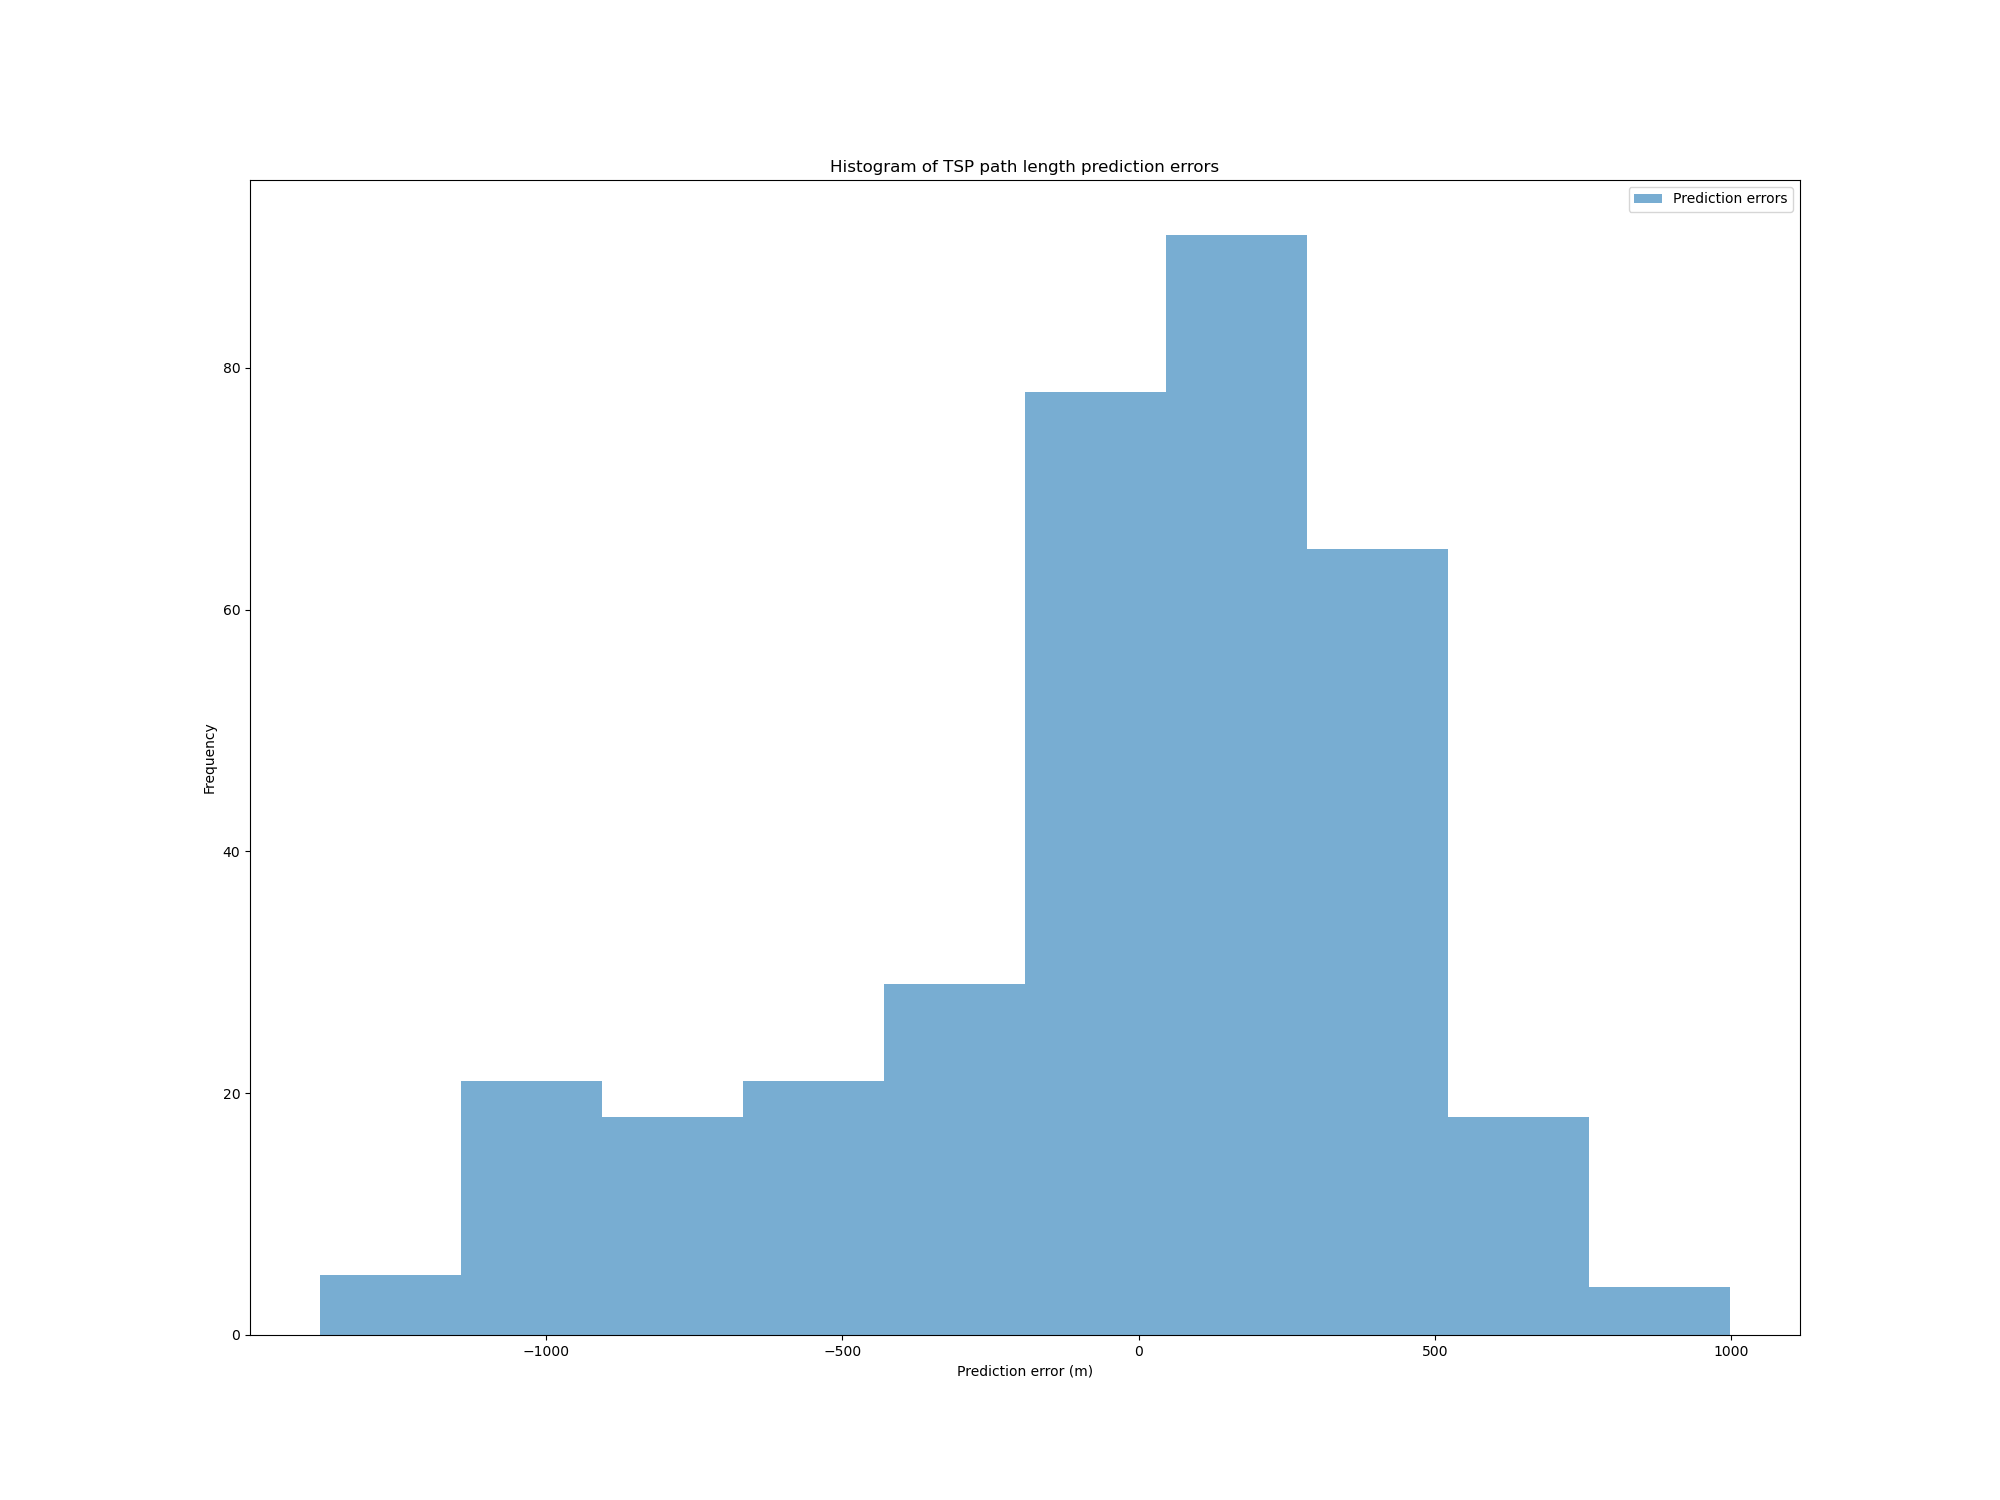 Histogram of TSP path length prediction errors
Prediction errors
80
60
40
20
0
Frequency
−1000
−500
0
500
1000
Prediction error (m)